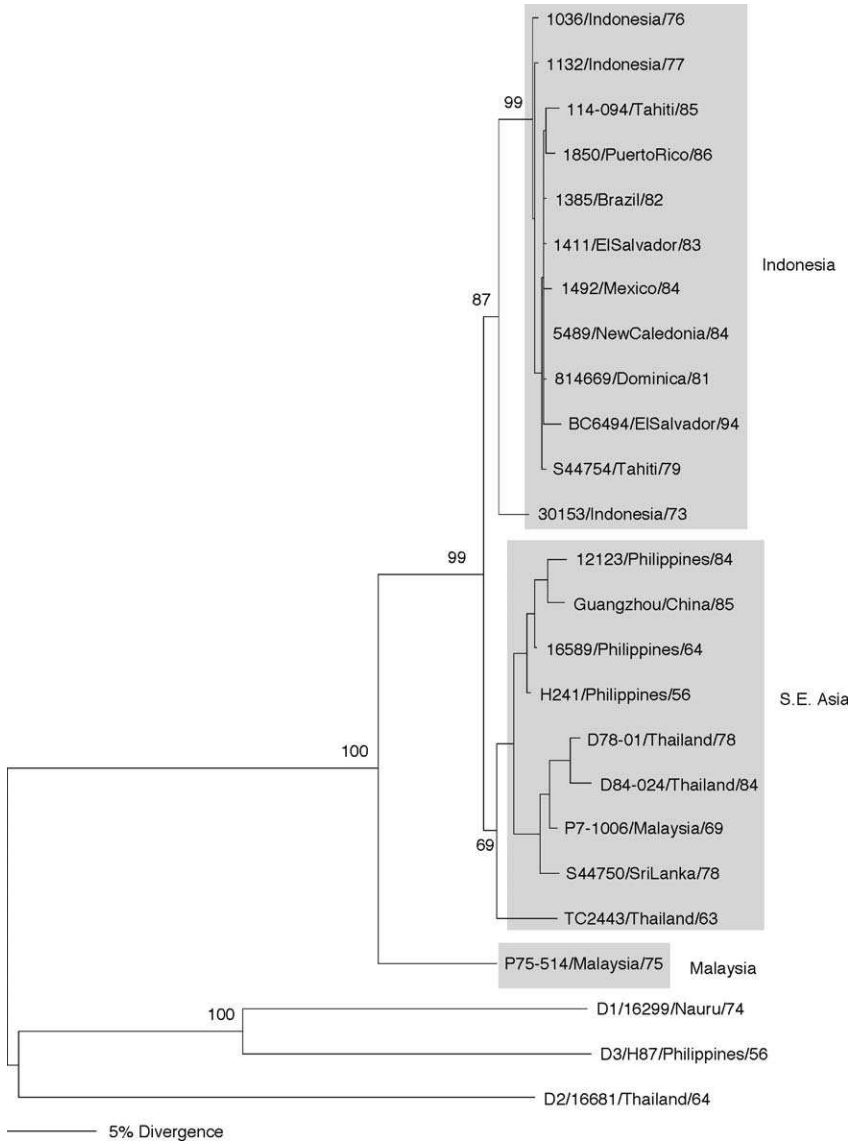 1036/Indonesia/76
1132/Indonesia/77
99
114-094/Tahiti/85
1850/PuertoRico/86
1385/Brazil/82
1411/ElSalvador/83
Indonesia
1492/Mexico/84
87
5489/NewCaledonia/84
814669/Dominica/81
BC6494/ElSalvador/94
S44754/Tahiti/79
30153/Indonesia/73
99
12123/Philippines/84
Guangzhou/China/85
16589/Philippines/64
H241/Philippines/56
S.E. Asia
D78-01/Thailand/78
100
D84-024/Thailand/84
P7-1006/Malaysia/69
69
S44750/SriLanka/78
TC2443/Thailand/63
P75-514/Malaysia/75
Malaysia
100
D1/16299/Nauru/74
D3/H87/Philippines/56
D2/16681/Thailand/64
5% Divergence